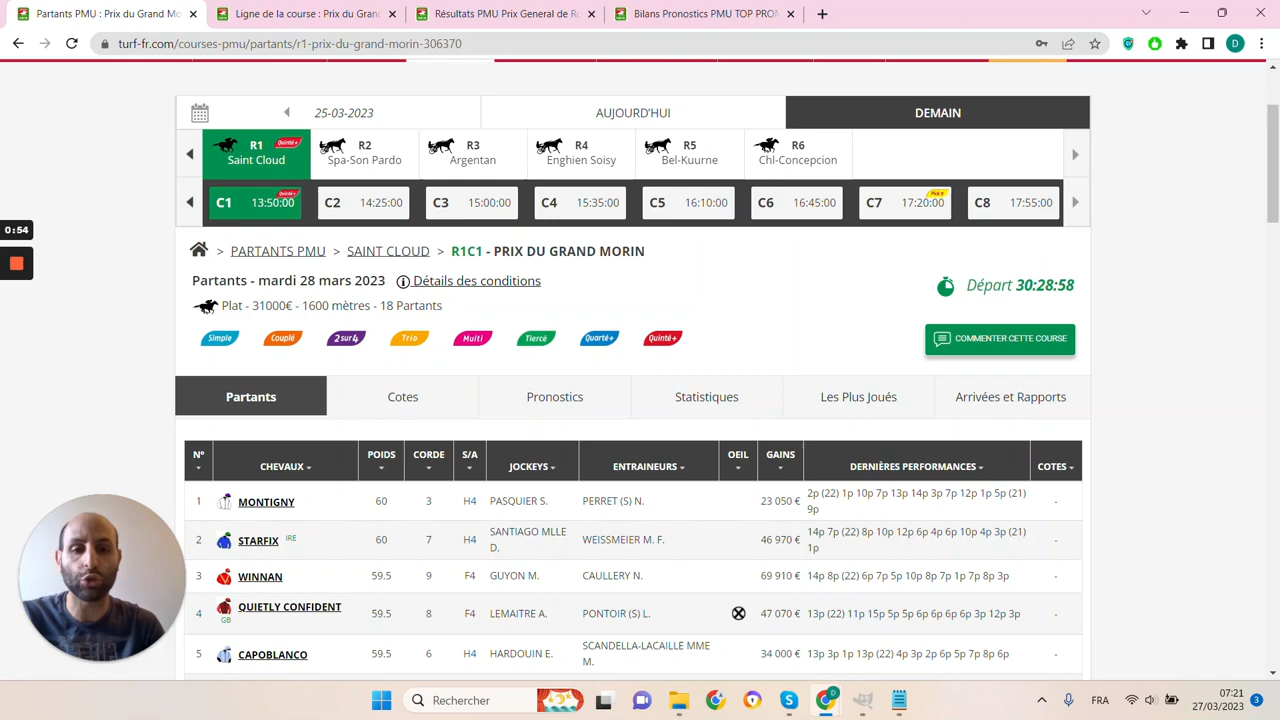 Partants PMU : Prix du Grand Mo
Ligne de la course : Prix du Gran
Résultats PMU Prix General de Ro
Bilans Pronostics PMU TOP PRO
turf-fr.com/courses-pmu/partants/r1-prix-du-grand-morin-306370
D
25-03-2023 AUJOURD'HUI DEMAIN
R1 Quinté+ R2 R3 R4 R5 R6
Saint Cloud Spa-Son Pardo Argentan Enghien Soisy Bel-Kuurne Chl-Concepcion
C1 13:50:00 Quinté+ C2 14:25:00 C3 15:00:00 C4 15:35:00 C5 16:10:00 C6 16:45:00 C7 17:20:00 C8 17:55:00
0:54
> PARTANTS PMU > SAINT CLOUD > R1C1 - PRIX DU GRAND MORIN
Partants - mardi 28 mars 2023 Détails des conditions
Départ 30:28:58
Plat - 31000€ - 1600 mètres - 18 Partants
Simple Couplé 2sur4 Trio Multi Tiercé Quarté+ Quinté+
COMMENTER CETTE COURSE
Partants Cotes Pronostics Statistiques Les Plus Joués Arrivées et Rapports
N° CHEVAUX POIDS CORDE S/A JOCKEYS ENTRAINEURS OEIL GAINS DERNIÈRES PERFORMANCES COTES
1 MONTIGNY 60 3 H4 PASQUIER S. PERRET (S) N. 23 050 € 2p (22) 1p 10p 7p 13p 14p 3p 7p 12p 1p 5p (21)
9p -
2 STARFIX IRE 60 7 H4 SANTIAGO MLLE
D. WEISSMEIER M. F. 46 970 € 14p 7p (22) 8p 10p 12p 6p 4p 6p 10p 4p 3p (21)
1p -
3 WINNAN 59.5 9 F4 GUYON M. CAULLERY N. 69 910 € 14p 8p (22) 6p 7p 5p 10p 8p 7p 1p 7p 8p 3p -
4 QUIETLY CONFIDENT
GB 59.5 8 F4 LEMAITRE A. PONTOIR (S) L. 47 070 € 13p (22) 11p 15p 5p 5p 6p 6p 6p 6p 3p 12p 3p -
5 CAPOBLANCO 59.5 6 H4 HARDOUIN E. SCANDELLA-LACAILLE MME
M. 34 000 € 13p 3p 1p 13p (22) 4p 3p 2p 6p 5p 7p 8p 6p -
Rechercher
FRA
07:21
27/03/2023
3